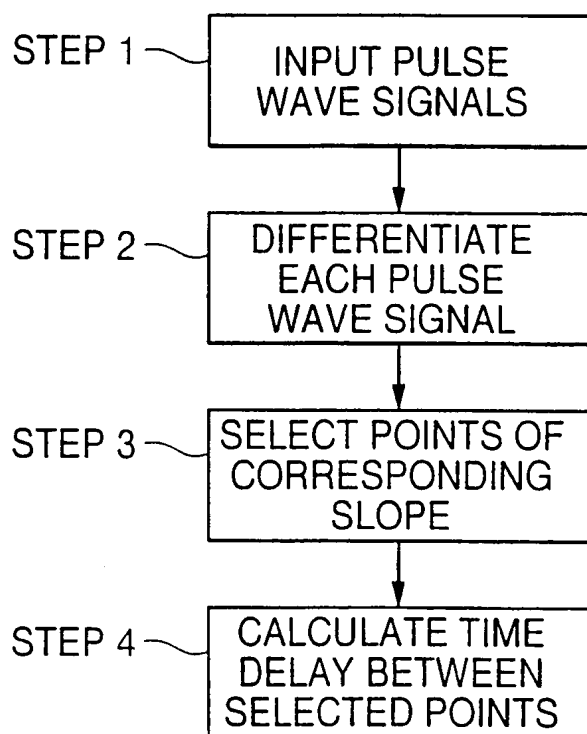 STEP 1
INPUT PULSE
WAVE SIGNALS
STEP 2
DIFFERENTIATE
EACH PULSE
WAVE SIGNAL
STEP 3
SELECT POINTS OF
CORRESPONDING
SLOPE
STEP 4
CALCULATE TIME
DELAY BETWEEN
SELECTED POINTS